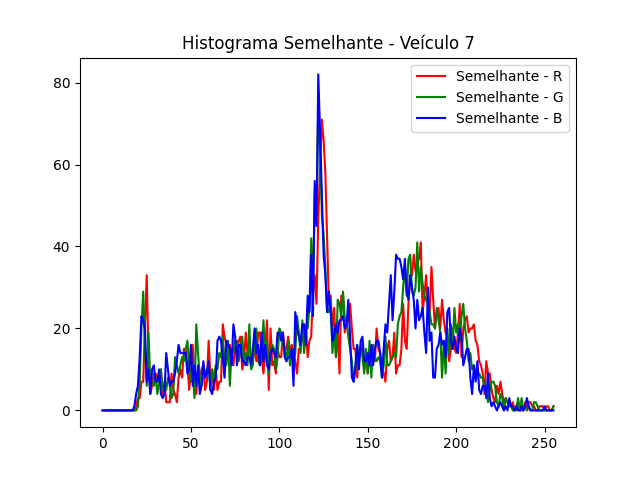 Histograma Semelhante - Veículo 7
Semelhante - R
Semelhante - G
Semelhante - B
80
60
40
20
0
0 50 100 150 200 250